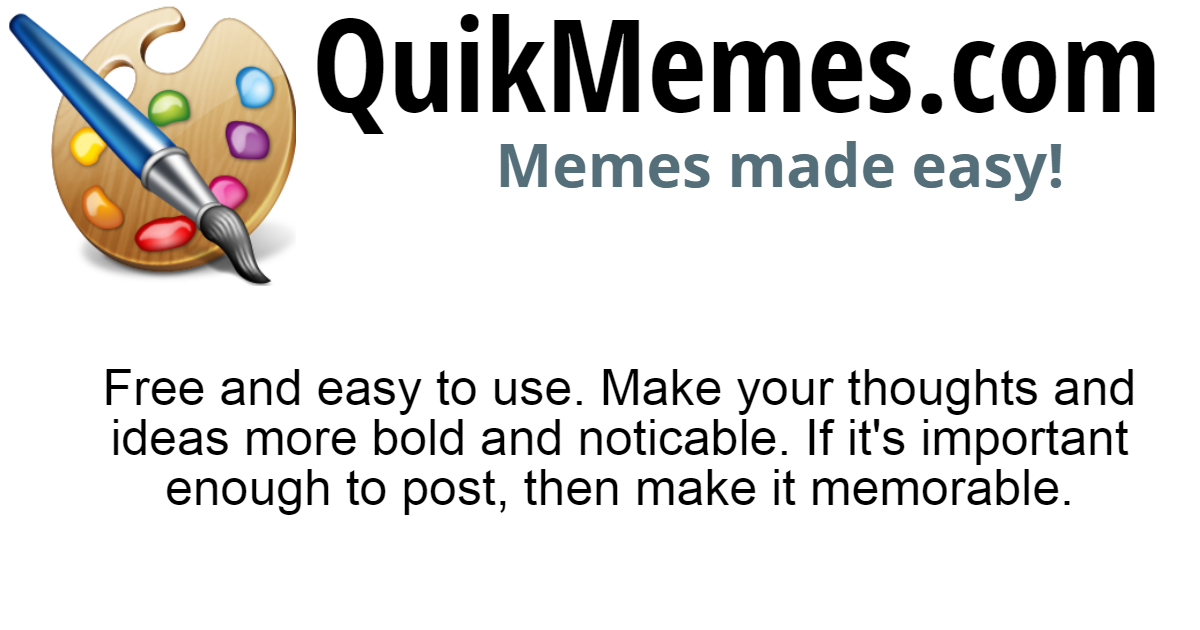 QuikMemes.com
Memes made easy!
Free and easy to use. Make your thoughts and
ideas more bold and noticable. If it's important
enough to post, then make it memorable.